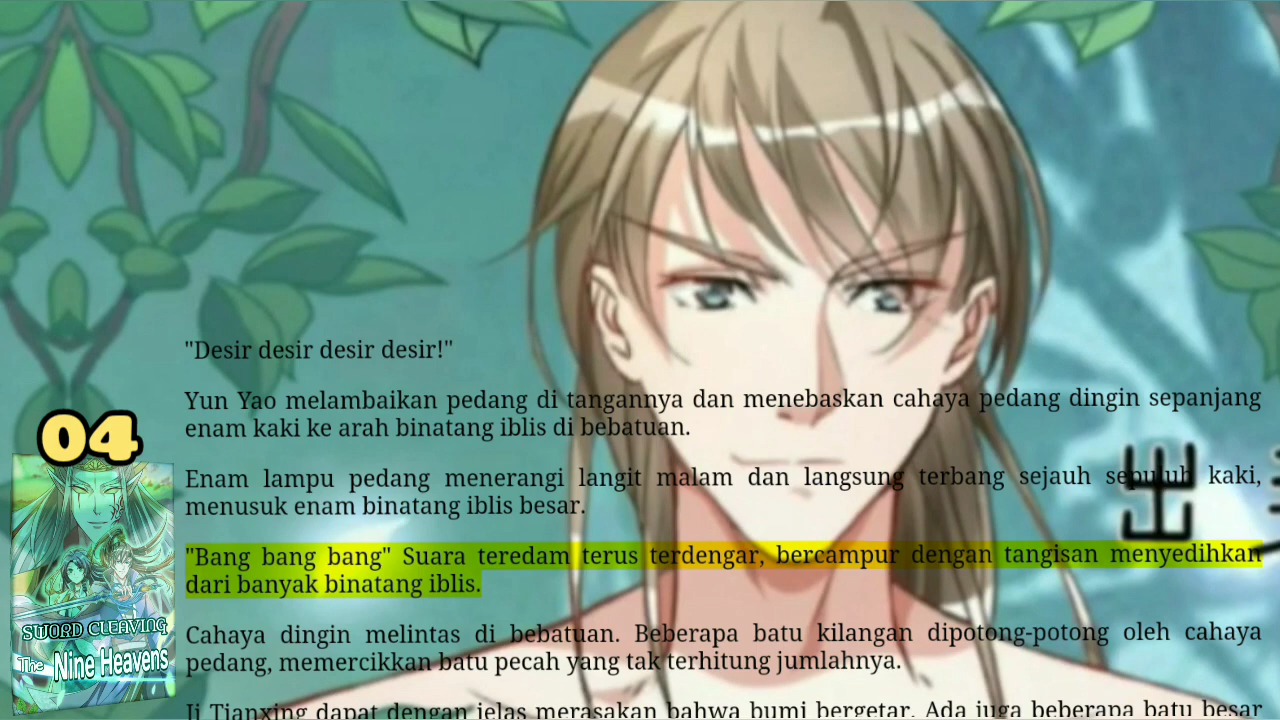 "Desir desir desir desir!"
Yun Yao melambaikan pedang di tangannya dan menebaskan cahaya pedang dingin sepanjang
enam kaki ke arah binatang iblis di bebatuan.
Enam lampu pedang menerangi langit malam dan langsung terbang sejauh sepuluh kaki,
menusuk enam binatang iblis besar.
"Bang bang bang" Suara teredam terus terdengar, bercampur dengan tangisan menyedihkan
dari banyak binatang iblis.
Cahaya dingin melintas di bebatuan. Beberapa batu kilangan dipotong-potong oleh cahaya
pedang, memercikkan batu pecah yang tak terhitung jumlahnya.
Ji Tianxing dapat dengan jelas merasakan bahwa bumi bergetar. Ada juga beberapa batu besar
04
SWORD CLEAVING
The Nine Heavens
出